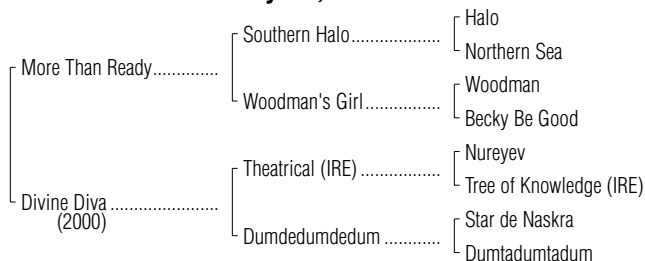 Halo
Southern Halo....................
Northern Sea
More Than Ready..............
Woodman
Woodman's Girl.................
Becky Be Good
Nureyev
Theatrical (IRE) ..................
Tree of Knowledge (IRE)
Divine Diva ........................
(2000)
Star de Naskra
Dumdedumdedum ............
Dumtadumtadum